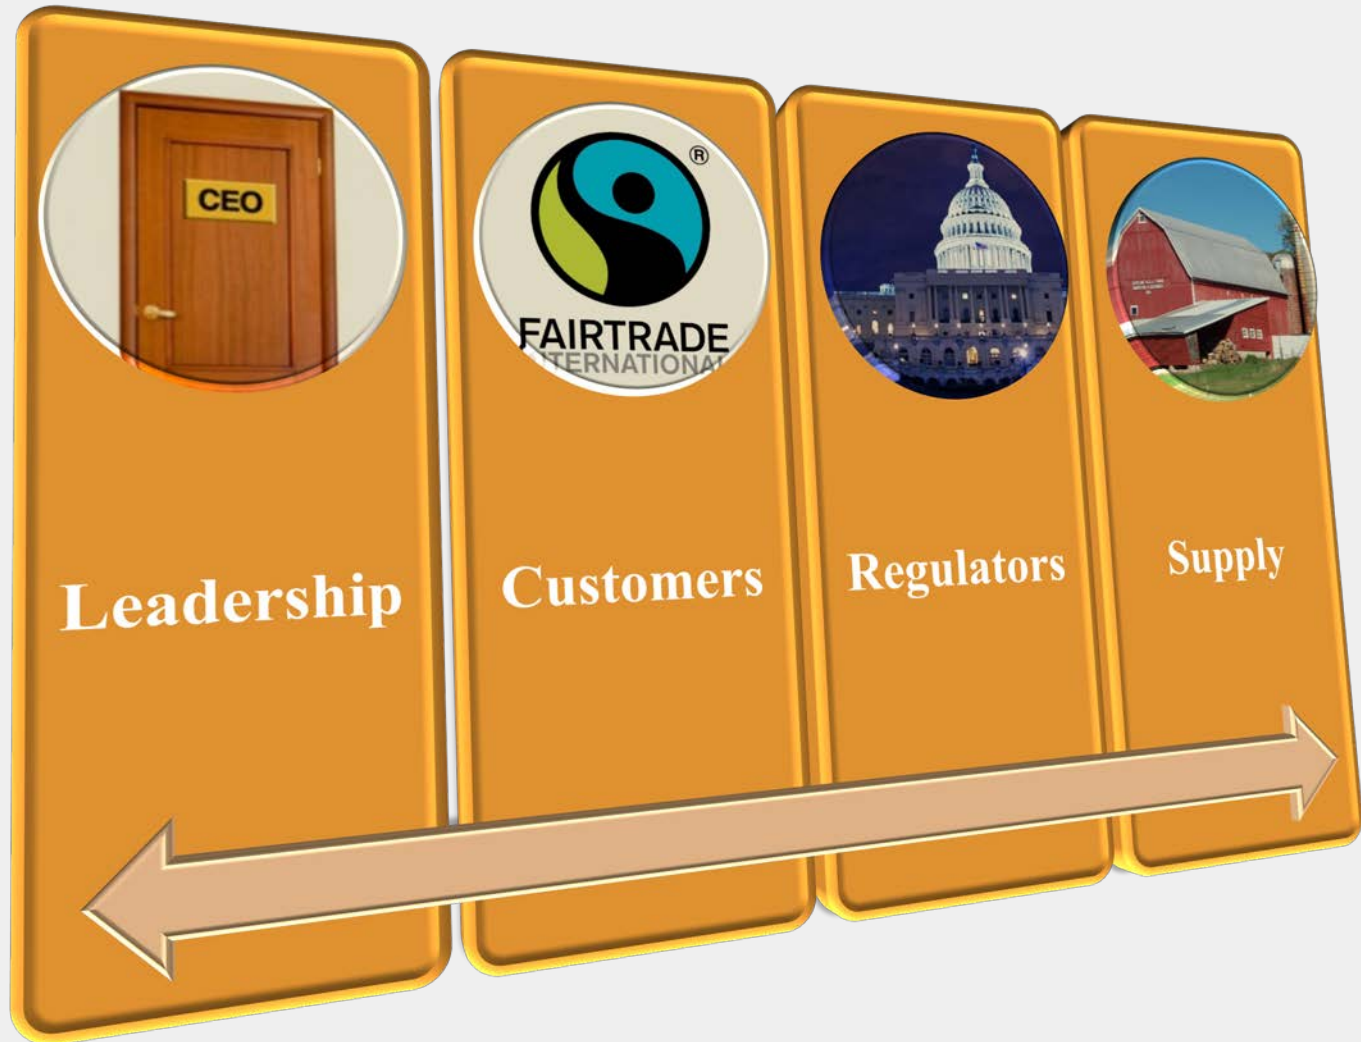 CEO
®
FAIRTRADE
INTERNATIONAL
Leadership
Customers
Regulators
Supply